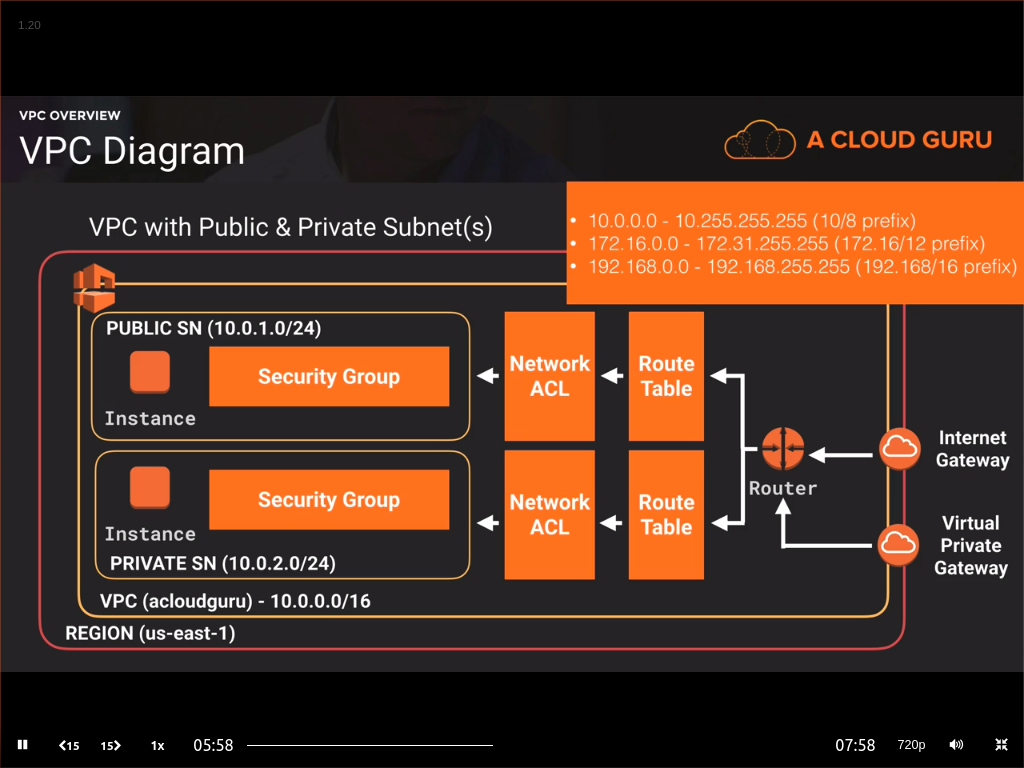 1.20
VPC OVERVIEW
VPC Diagram
A CLOUD GURU
VPC with Public & Private Subnet(s)
• 10.0.0.0 - 10.255.255.255 (10/8 prefix)
• 172.16.0.0 - 172.31.255.255 (172.16/12 prefix)
• 192.168.0.0 - 192.168.255.255 (192.168/16 prefix)
PUBLIC SN (10.0.1.0/24)
Instance
Security Group
Network
ACL
Route
Table
Internet
Gateway
Router
Security Group
Instance
PRIVATE SN (10.0.2.0/24)
Network
ACL
Route
Table
Virtual
Private
Gateway
VPC (acloudguru) - 10.0.0.0/16
REGION (us-east-1)
15
15
1x
05:58
07:58
720p